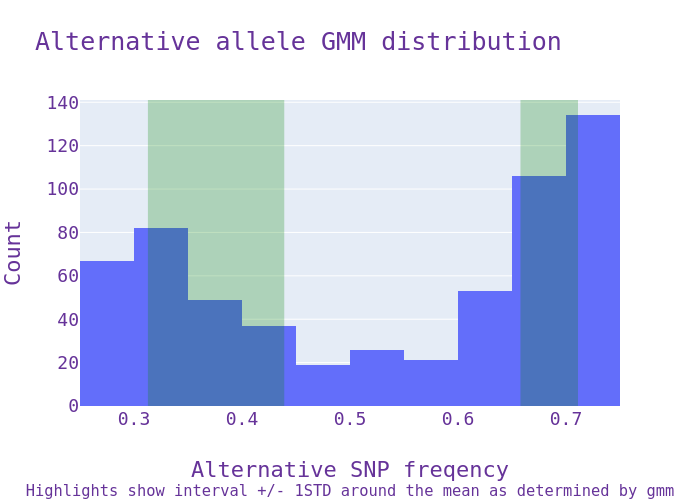 Alternative allele GMM distribution
140
120
100
80
60
40
20
0
Count
0.3 0.4 0.5 0.6 0.7
Alternative SNP freqency
Highlights show interval +/- 1STD around the mean as determined by gmm